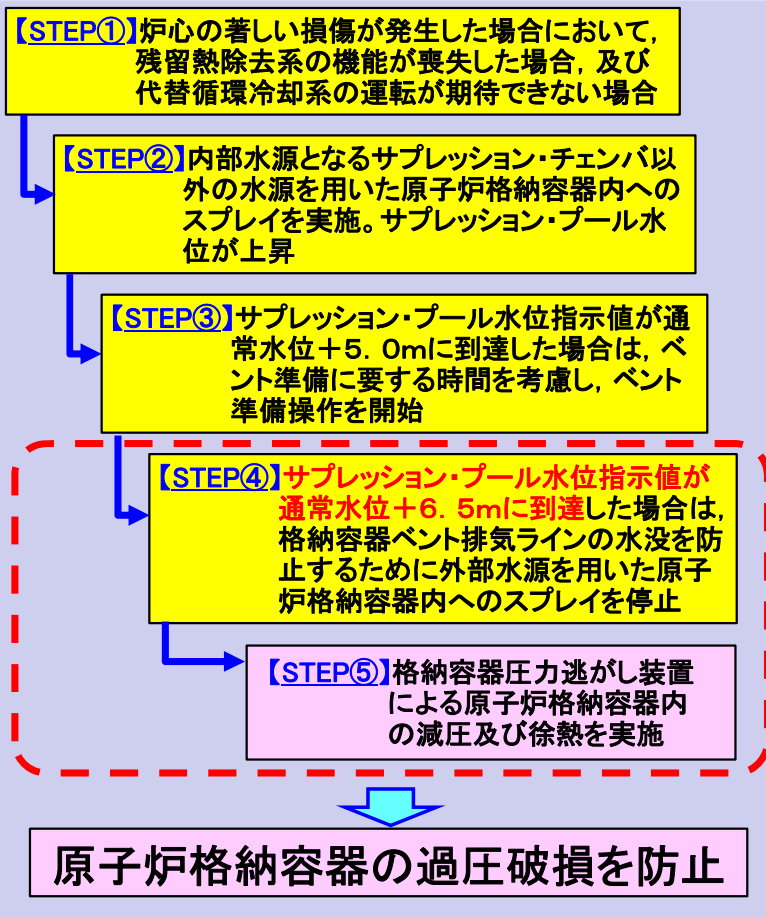 【STEP①】炉心の著しい損傷が発生した場合において，
残留熱除去系の機能が喪失した場合，及び
代替循環冷却系の運転が期待できない場合
【STEP②】内部水源となるサプレッション・チェンバ以
外の水源を用いた原子炉格納容器内への
スプレイを実施。サプレッション・プール水
位が上昇
【STEP③】サプレッション・プール水位指示値が通
常水位＋５．０ｍに到達した場合は，ベ
ント準備に要する時間を考慮し，ベント
準備操作を開始
【STEP④】サプレッション・プール水位指示値が
通常水位＋６．５ｍに到達した場合は，
格納容器ベント排気ラインの水没を防
止するために外部水源を用いた原子
炉格納容器内へのスプレイを停止
【STEP⑤】格納容器圧力逃がし装置
による原子炉格納容器内
の減圧及び徐熱を実施
原子炉格納容器の過圧破損を防止